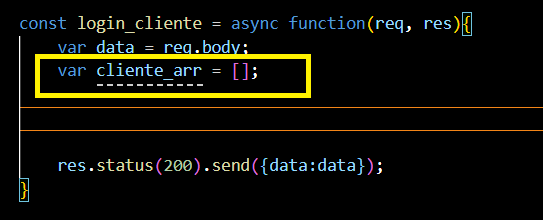 const login_cliente = async function(req, res){
var data = req.body;
var cliente_arr = [];
res.status(200).send({data:data});
}